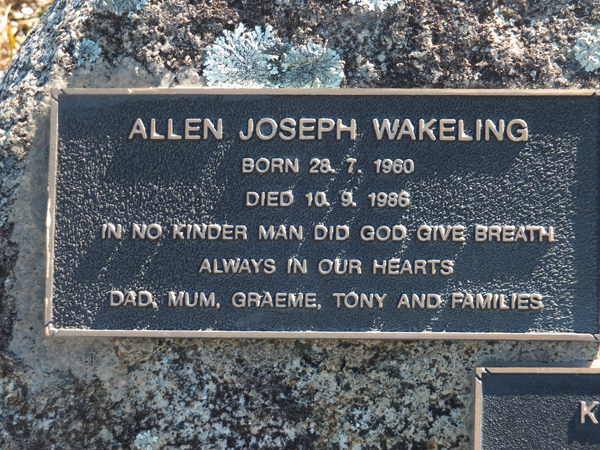 ALLEN JOSEPH WAKELING
BORN 28. 7. 1960
DIED 10. 9. 1986
IN NO KINDER MAN DID GOD GIVE BREATH
ALWAYS IN OUR HEARTS
DAD, MUM, GRAEME, TONY AND FAMILIES
K